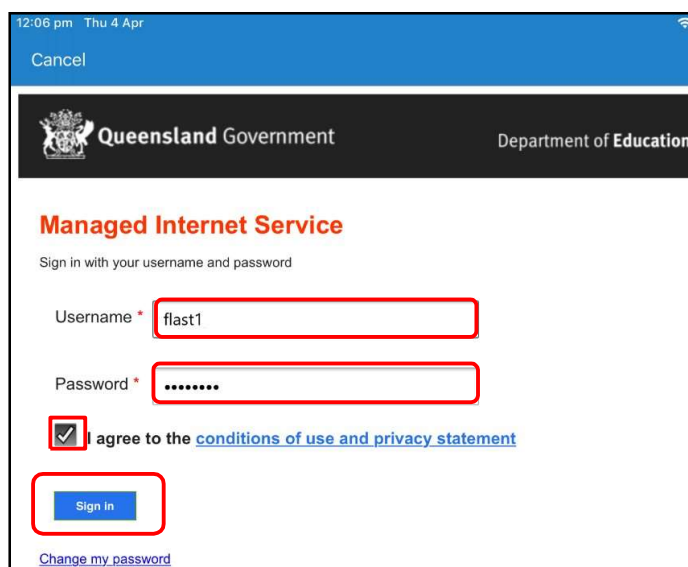 12:06 pm Thu 4 Apr
Cancel
Queensland Government
Department of Education
Managed Internet Service
Sign in with your username and password
Username * flast1
Password * ••••••••
I agree to the conditions of use and privacy statement
Sign in
Change my password